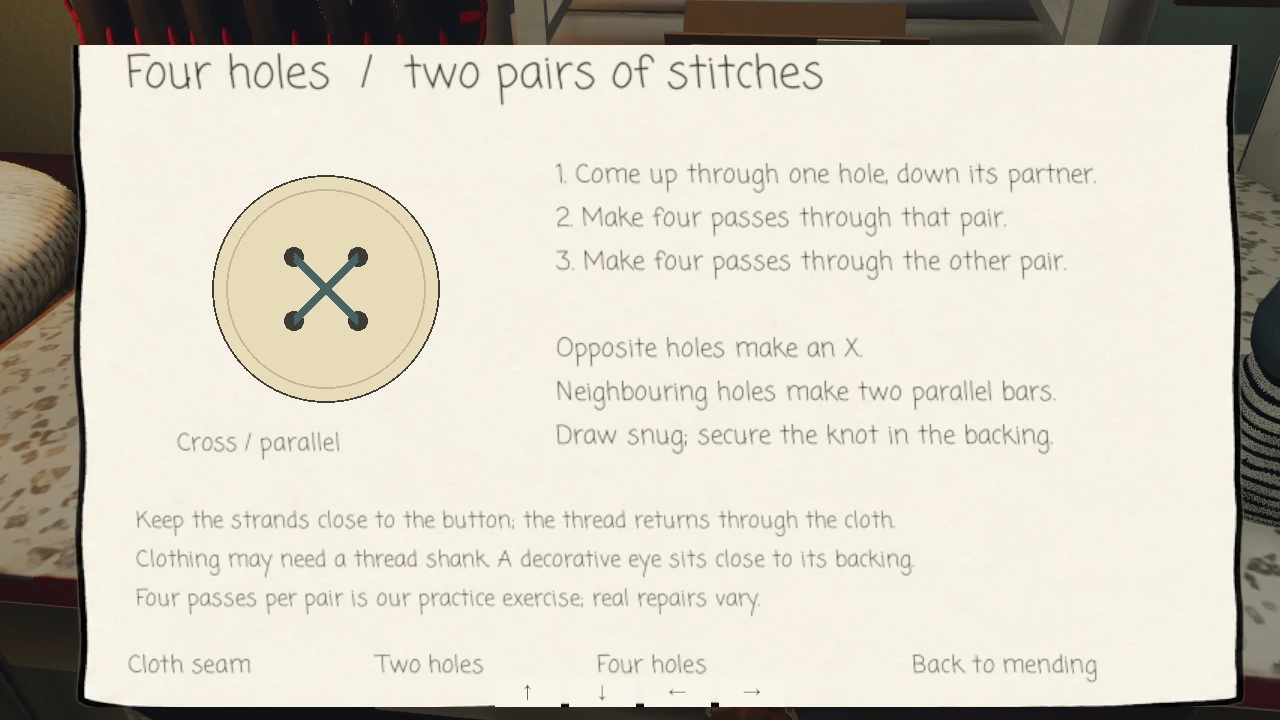 Four holes / two pairs of stitches
1. Come up through one hole, down its partner.
2. Make four passes through that pair.
3. Make four passes through the other pair.
Opposite holes make an X.
Neighbouring holes make two parallel bars.
Draw snug; secure the knot in the backing.
Cross / parallel
Keep the strands close to the button; the thread returns through the cloth.
Clothing may need a thread shank. A decorative eye sits close to its backing.
Four passes per pair is our practice exercise; real repairs vary.
Cloth seam Two holes Four holes Back to mending
↑ ↓ ← →